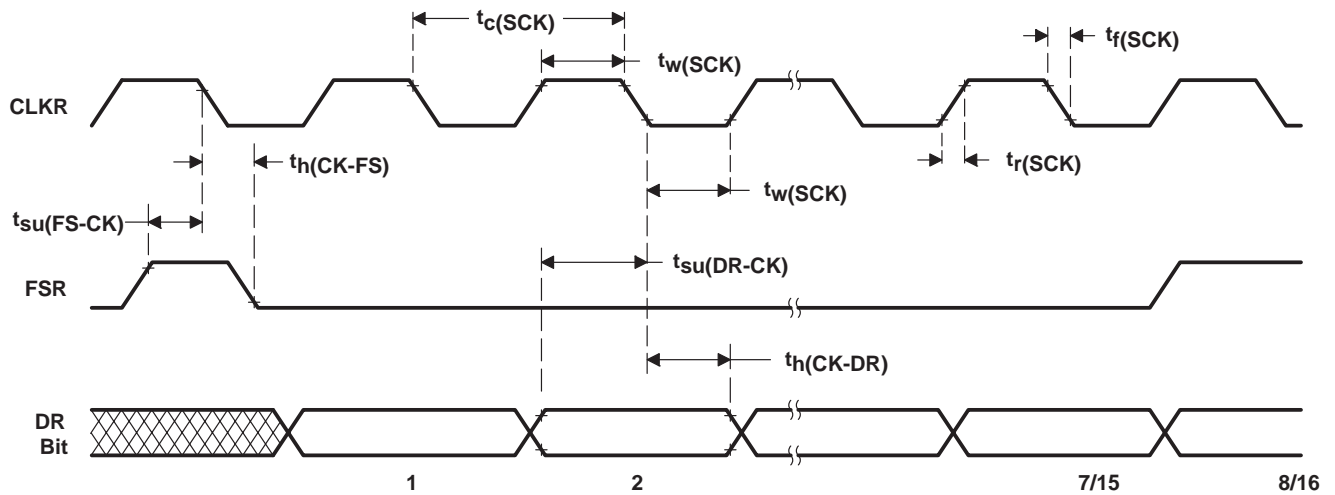 tc(SCK)
tw(SCK)
tf(SCK)
CLKR
th(CK-FS)
tr(SCK)
tw(SCK)
tsu(FS-CK)
tsu(DR-CK)
FSR
th(CK-DR)
DR
Bit
1 2 7/15 8/16